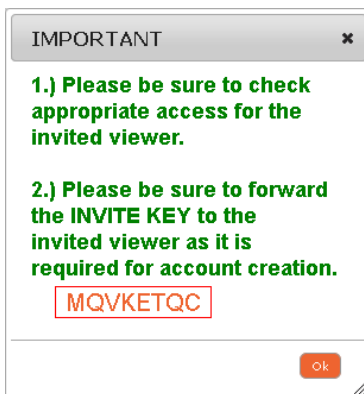 IMPORTANT ✖
1.) Please be sure to check
appropriate access for the
invited viewer.
2.) Please be sure to forward
the INVITE KEY to the
invited viewer as it is
required for account creation.
MQVKETQC
Ok